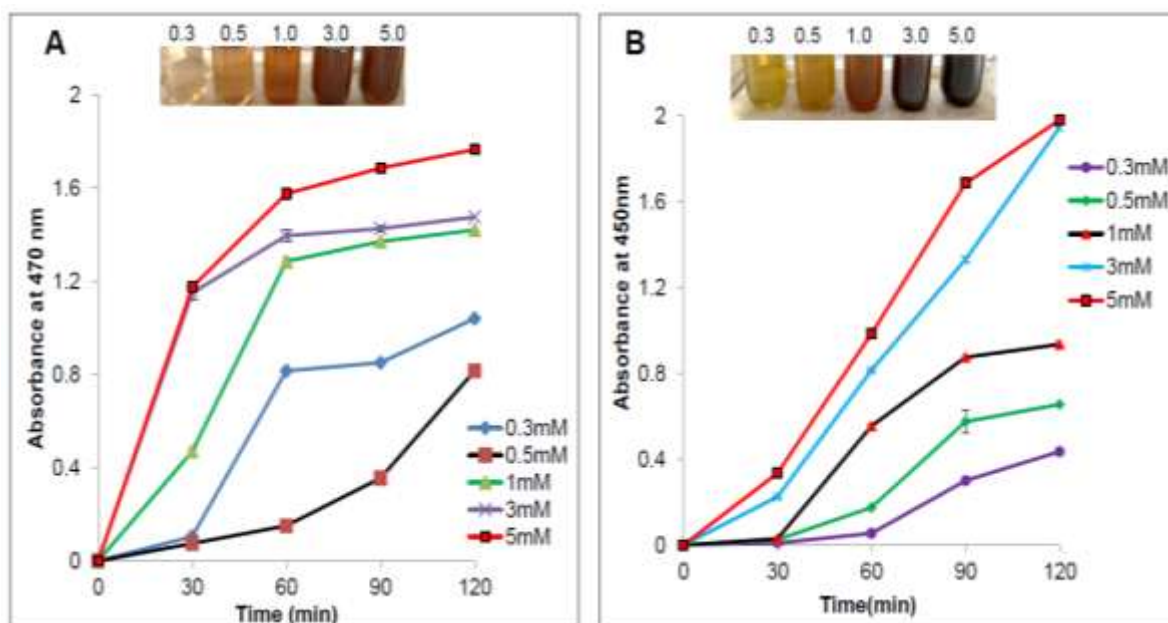 A
0.3 0.5 1.0 3.0 5.0
2
1.6
1.2
0.8
0.4
0
Absorbance at 470 nm
0.3mM
0.5mM
1mM
3mM
5mM
0 30 60 90 120
Time (min)
B
0.3 0.5 1.0 3.0 5.0
2
1.6
1.2
0.8
0.4
0
Absorbance at 450nm
0.3mM
0.5mM
1mM
3mM
5mM
0 30 60 90 120
Time(min)